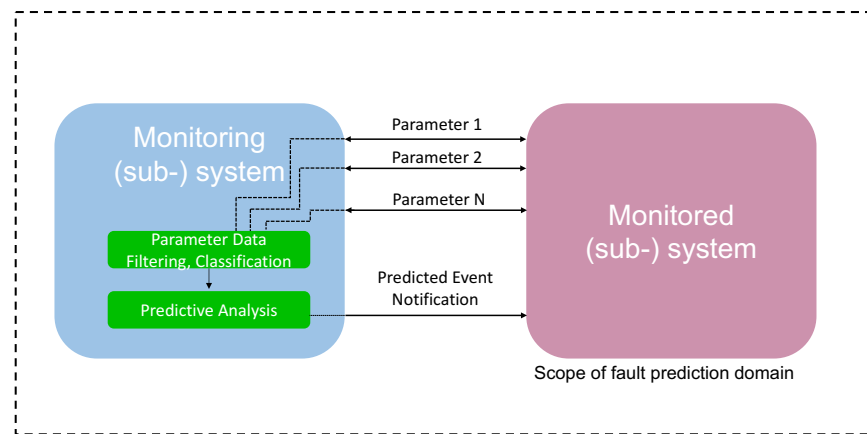 Monitoring
(sub-) system
Parameter 1
Parameter 2
Parameter N
Parameter Data
Filtering, Classification
Predictive Analysis
Predicted Event
Notification
Monitored
(sub-) system
Scope of fault prediction domain